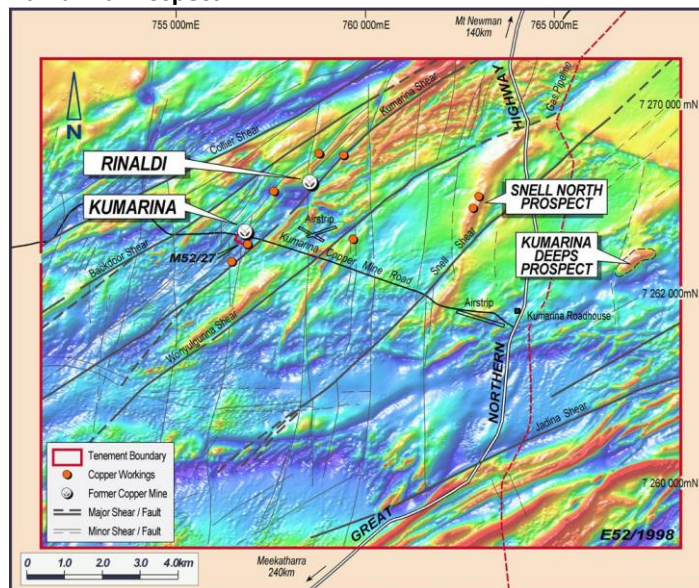 755 000mE
760 000mE
765 000mE
Mt Newman
140km
HIGHWAY
Gas Pipeline
7 270 000 mN
Kumarina Shear
Collier Shear
RINALDI
KUMARINA
Airstrip
SNELL NORTH
PROSPECT
KUMARINA
DEEPS
PROSPECT
Backdoor Shear
M52/27
Kumarina Copper Mine Road
Snell Shear
7 262 000mN
Airstrip
Kumarina Roadhouse
Wonyulgunna Shear
NORTHERN
Jadina Shear
Tenement Boundary
Copper Workings
Former Copper Mine
Major Shear / Fault
Minor Shear / Fault
7 260 000mN
GREAT
E52/1998
0 1.0 2.0 3.0 4.0km
Meekatharra
240km
N